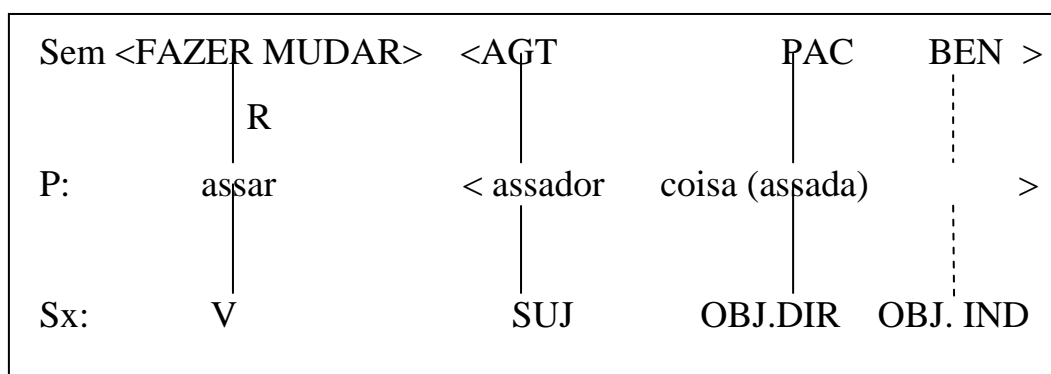 Sem <FAZER MUDAR> <AGT PAC BEN >
R
P: assar < assador coisa (assada) >
Sx: V SUJ OBJ.DIR OBJ. IND